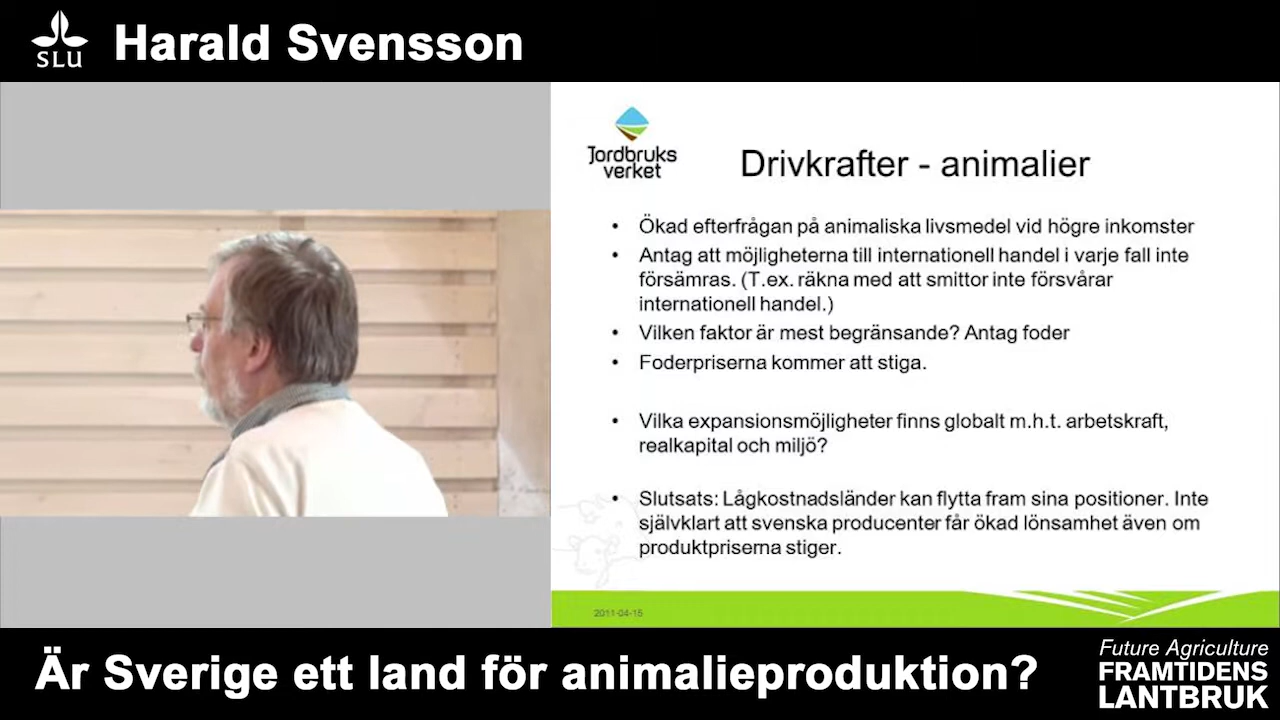 SLU
Harald Svensson
Jordbruks
verket
Drivkrafter - animalier
• Ökad efterfrågan på animaliska livsmedel vid högre inkomster
• Antag att möjligheterna till internationell handel i varje fall inte
försämras. (T.ex. räkna med att smittor inte försvårar
internationell handel.)
• Vilken faktor är mest begränsande? Antag foder
• Foderpriserna kommer att stiga.
• Vilka expansionsmöjligheter finns globalt m.h.t. arbetskraft,
realkapital och miljö?
• Slutsats: Lågkostnadsländer kan flytta fram sina positioner. Inte
självklart att svenska producenter får ökad lönsamhet även om
produktpriserna stiger.
2011-04-15
Är Sverige ett land för animalieproduktion?
Future Agriculture
FRAMTIDENS
LANTBRUK